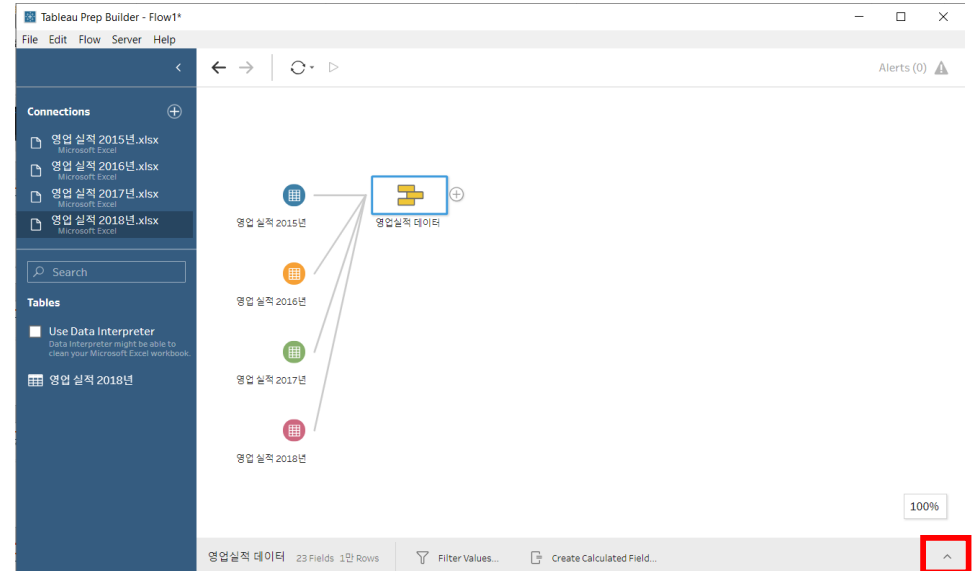 Tableau Prep Builder - Flow1*
File Edit Flow Server Help
Alerts (0)
Connections
영업 실적 2015년.xlsx
Microsoft Excel
영업 실적 2016년.xlsx
Microsoft Excel
영업 실적 2017년.xlsx
Microsoft Excel
영업 실적 2018년.xlsx
Microsoft Excel
Search
Tables
Use Data Interpreter
Data Interpreter might be able to
clean your Microsoft Excel workbook.
영업 실적 2018년
영업 실적 2015년
영업실적 데이터
영업 실적 2016년
영업 실적 2017년
영업 실적 2018년
100%
영업실적 데이터 23 Fields 1만 Rows Filter Values... Create Calculated Field...